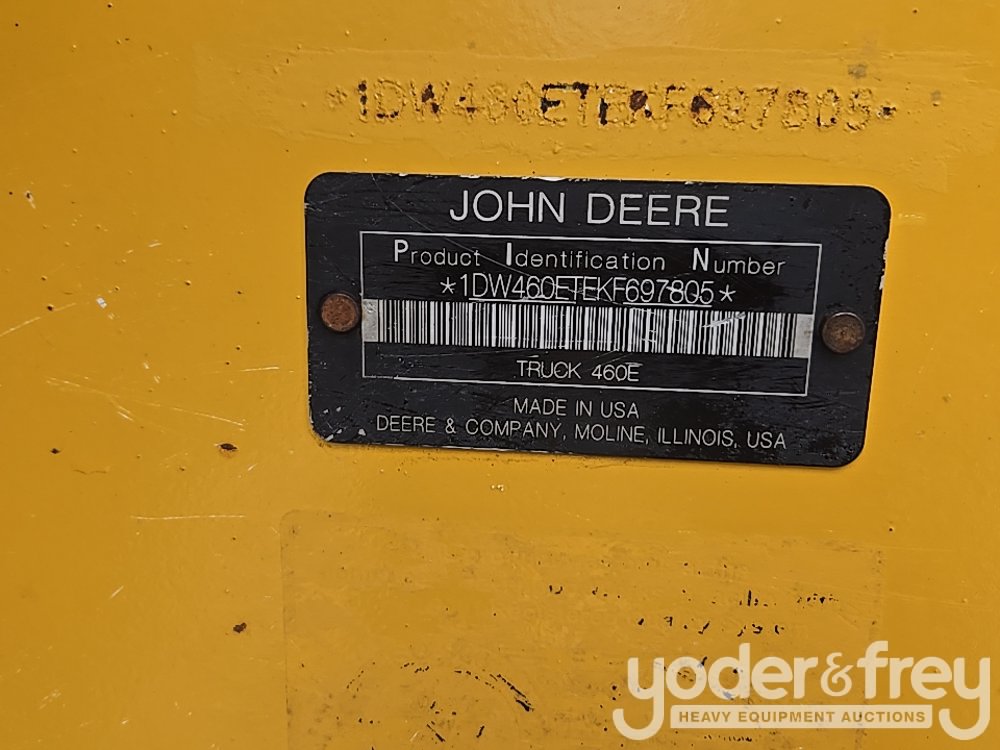 *1DW460ETEKF697805*
JOHN DEERE
Product Identification Number
*1DW460ETEKF697805*
TRUCK 460E
MADE IN USA
DEERE & COMPANY, MOLINE, ILLINOIS, USA
yoder&frey
HEAVY EQUIPMENT AUCTIONS